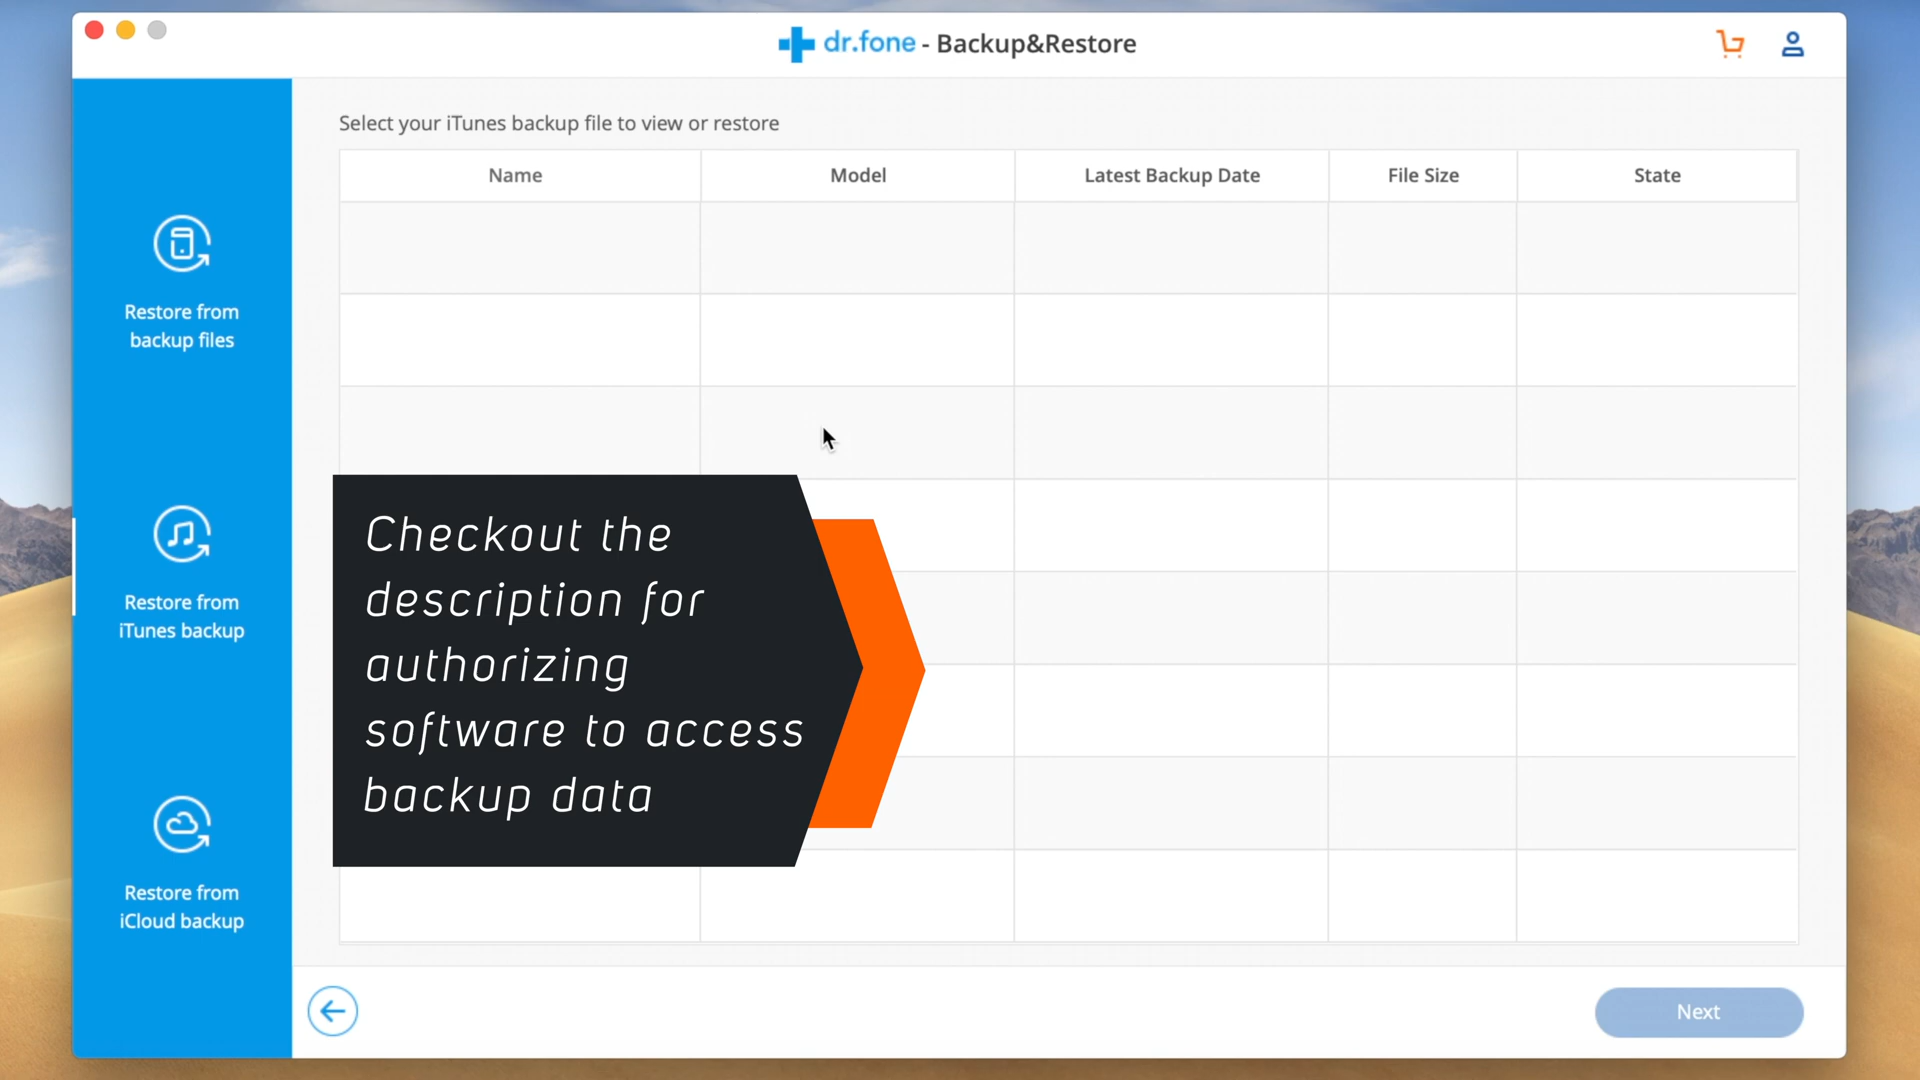 dr.fone - Backup&Restore
Select your iTunes backup file to view or restore
Name
Model
Latest Backup Date
File Size
State
Restore from
backup files
Restore from
iTunes backup
Restore from
iCloud backup
Checkout the
description for
authorizing
software to access
backup data
Next